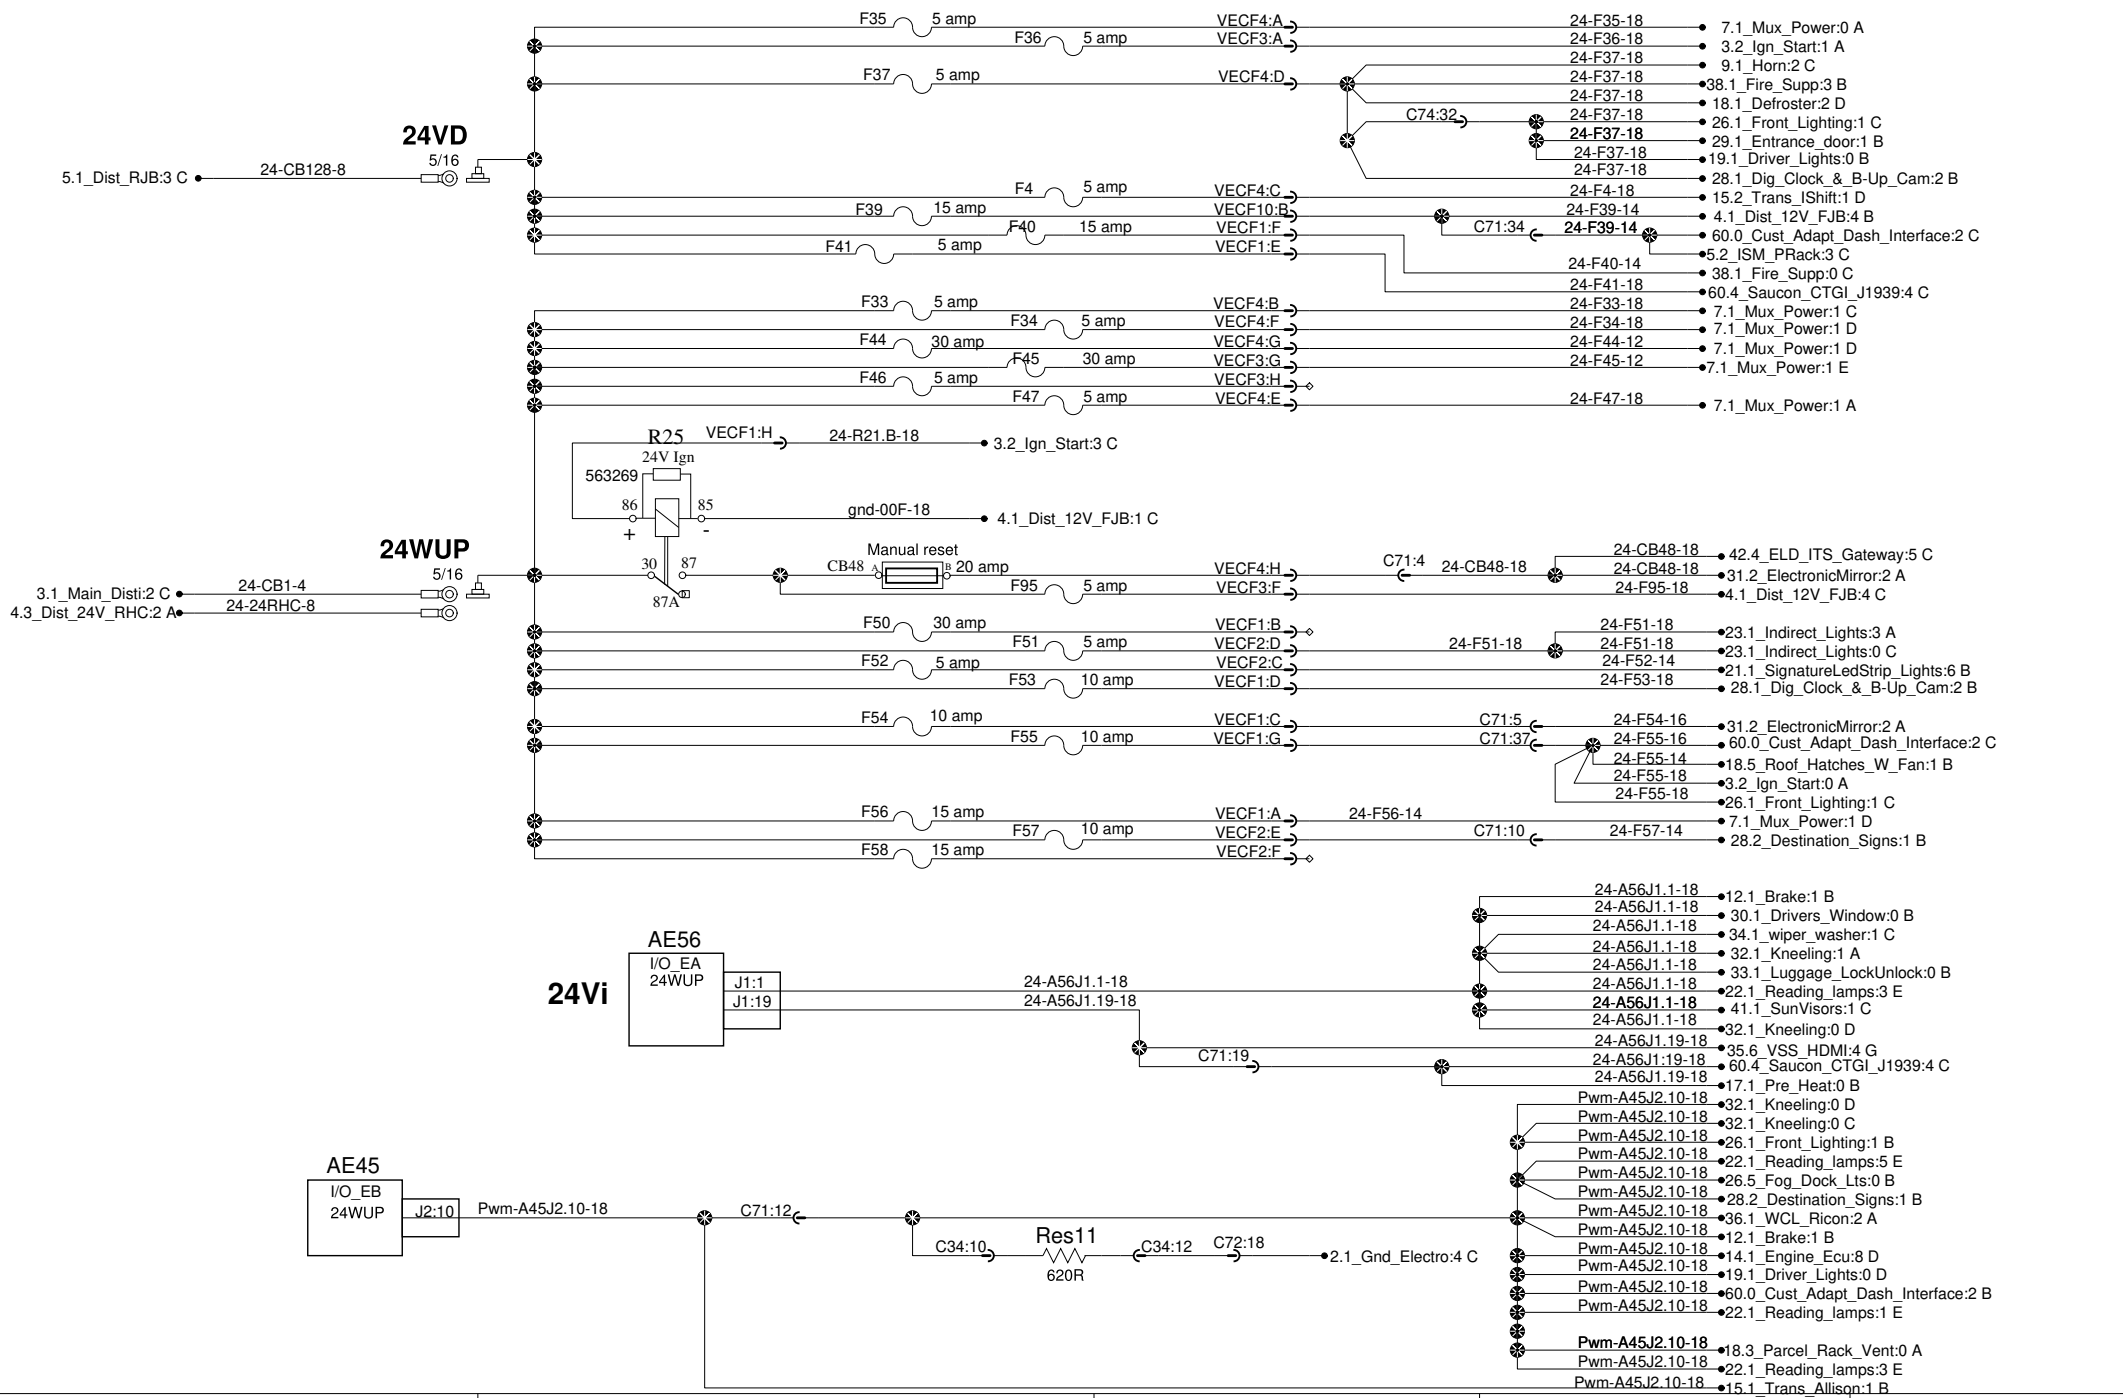 F35 5 amp VECF4:A 24-F35-18 7.1_Mux_Power:0 A
F36 5 amp VECF3:A 24-F36-18 3.2_Ign_Start:1 A
24-F37-18 9.1_Horn:2 C
F37 5 amp VECF4:D 24-F37-18 38.1_Fire_Supp:3 B
24-F37-18 18.1_Defroster:2 D
C74:32 24-F37-18 26.1_Front_Lighting:1 C
24VD
24-F37-18 29.1_Entrance_door:1 B
5/16
24-F37-18 19.1_Driver_Lights:0 B
5.1_Dist_RJB:3 C 24-CB128-8
24-F37-18 28.1_Dig_Clock_&_B-Up_Cam:2 B
F4 5 amp VECF4:C 24-F4-18 15.2_Trans_IShift:1 D
F39 15 amp VECF10:B 24-F39-14 4.1_Dist_12V_FJB:4 B
F40 15 amp VECF1:F C71:34 24-F39-14 60.0_Cust_Adapt_Dash_Interface:2 C
F41 5 amp VECF1:E 5.2_ISM_PRack:3 C
24-F40-14 38.1_Fire_Supp:0 C
24-F41-18 60.4_Saucon_CTGI_J1939:4 C
F33 5 amp VECF4:B 24-F33-18 7.1_Mux_Power:1 C
F34 5 amp VECF4:F 24-F34-18 7.1_Mux_Power:1 D
F44 30 amp VECF4:G 24-F44-12 7.1_Mux_Power:1 D
F45 30 amp VECF3:G 24-F45-12 7.1_Mux_Power:1 E
F46 5 amp VECF3:H
F47 5 amp VECF4:E 24-F47-18 7.1_Mux_Power:1 A
R25 VECF1:H 24-R21.B-18 3.2_Ign_Start:3 C
24V Ign
563269
86 85 gnd-00F-18 4.1_Dist_12V_FJB:1 C
+ -
24WUP
Manual reset
24-CB48-18 42.4_ELD_ITS_Gateway:5 C
5/16
30 87 CB48 A B 20 amp VECF4:H C71:4 24-CB48-18 24-CB48-18 31.2_ElectronicMirror:2 A
3.1_Main_Disti:2 C 24-CB1-4
87A F95 5 amp VECF3:F 24-F95-18 4.1_Dist_12V_FJB:4 C
4.3_Dist_24V_RHC:2 A 24-24RHC-8
F50 30 amp VECF1:B 24-F51-18 23.1_Indirect_Lights:3 A
F51 5 amp VECF2:D 24-F51-18 24-F51-18 23.1_Indirect_Lights:0 C
F52 5 amp VECF2:C 24-F52-14 21.1_SignatureLedStrip_Lights:6 B
F53 10 amp VECF1:D 24-F53-18 28.1_Dig_Clock_&_B-Up_Cam:2 B
F54 10 amp VECF1:C C71:5 24-F54-16 31.2_ElectronicMirror:2 A
F55 10 amp VECF1:G C71:37 24-F55-16 60.0_Cust_Adapt_Dash_Interface:2 C
24-F55-14 18.5_Roof_Hatches_W_Fan:1 B
24-F55-18 3.2_Ign_Start:0 A
24-F55-18 26.1_Front_Lighting:1 C
F56 15 amp VECF1:A 24-F56-14 7.1_Mux_Power:1 D
F57 10 amp VECF2:E C71:10 24-F57-14 28.2_Destination_Signs:1 B
F58 15 amp VECF2:F
24-A56J1.1-18 12.1_Brake:1 B
24-A56J1.1-18 30.1_Drivers_Window:0 B
AE56
24-A56J1.1-18 34.1_wiper_washer:1 C
I/O_EA
24WUP
24-A56J1.1-18 32.1_Kneeling:1 A
24-A56J1.1-18 33.1_Luggage_LockUnlock:0 B
24Vi
J1:1 24-A56J1.1-18 24-A56J1.1-18 22.1_Reading_lamps:3 E
J1:19 24-A56J1.19-18 24-A56J1.1-18 41.1_SunVisors:1 C
24-A56J1.1-18 32.1_Kneeling:0 D
24-A56J1.19-18 35.6_VSS_HDMI:4 G
C71:19 24-A56J1:19-18 60.4_Saucon_CTGI_J1939:4 C
24-A56J1.19-18 17.1_Pre_Heat:0 B
Pwm-A45J2.10-18 32.1_Kneeling:0 D
Pwm-A45J2.10-18 32.1_Kneeling:0 C
Pwm-A45J2.10-18 26.1_Front_Lighting:1 B
AE45
Pwm-A45J2.10-18 22.1_Reading_lamps:5 E
I/O_EB
24WUP
Pwm-A45J2.10-18 26.5_Fog_Dock_Lts:0 B
Pwm-A45J2.10-18 28.2_Destination_Signs:1 B
J2:10 Pwm-A45J2.10-18 C71:12 Pwm-A45J2.10-18 36.1_WCL_Ricon:2 A
Pwm-A45J2.10-18 12.1_Brake:1 B
C34:10 Res11 C34:12 C72:18 2.1_Gnd_Electro:4 C
620R
Pwm-A45J2.10-18 14.1_Engine_Ecu:8 D
Pwm-A45J2.10-18 19.1_Driver_Lights:0 D
Pwm-A45J2.10-18 60.0_Cust_Adapt_Dash_Interface:2 B
Pwm-A45J2.10-18 22.1_Reading_lamps:1 E
Pwm-A45J2.10-18 18.3_Parcel_Rack_Vent:0 A
Pwm-A45J2.10-18 22.1_Reading_lamps:3 E
Pwm-A45J2.10-18 15.1_Trans_Allison:1 B